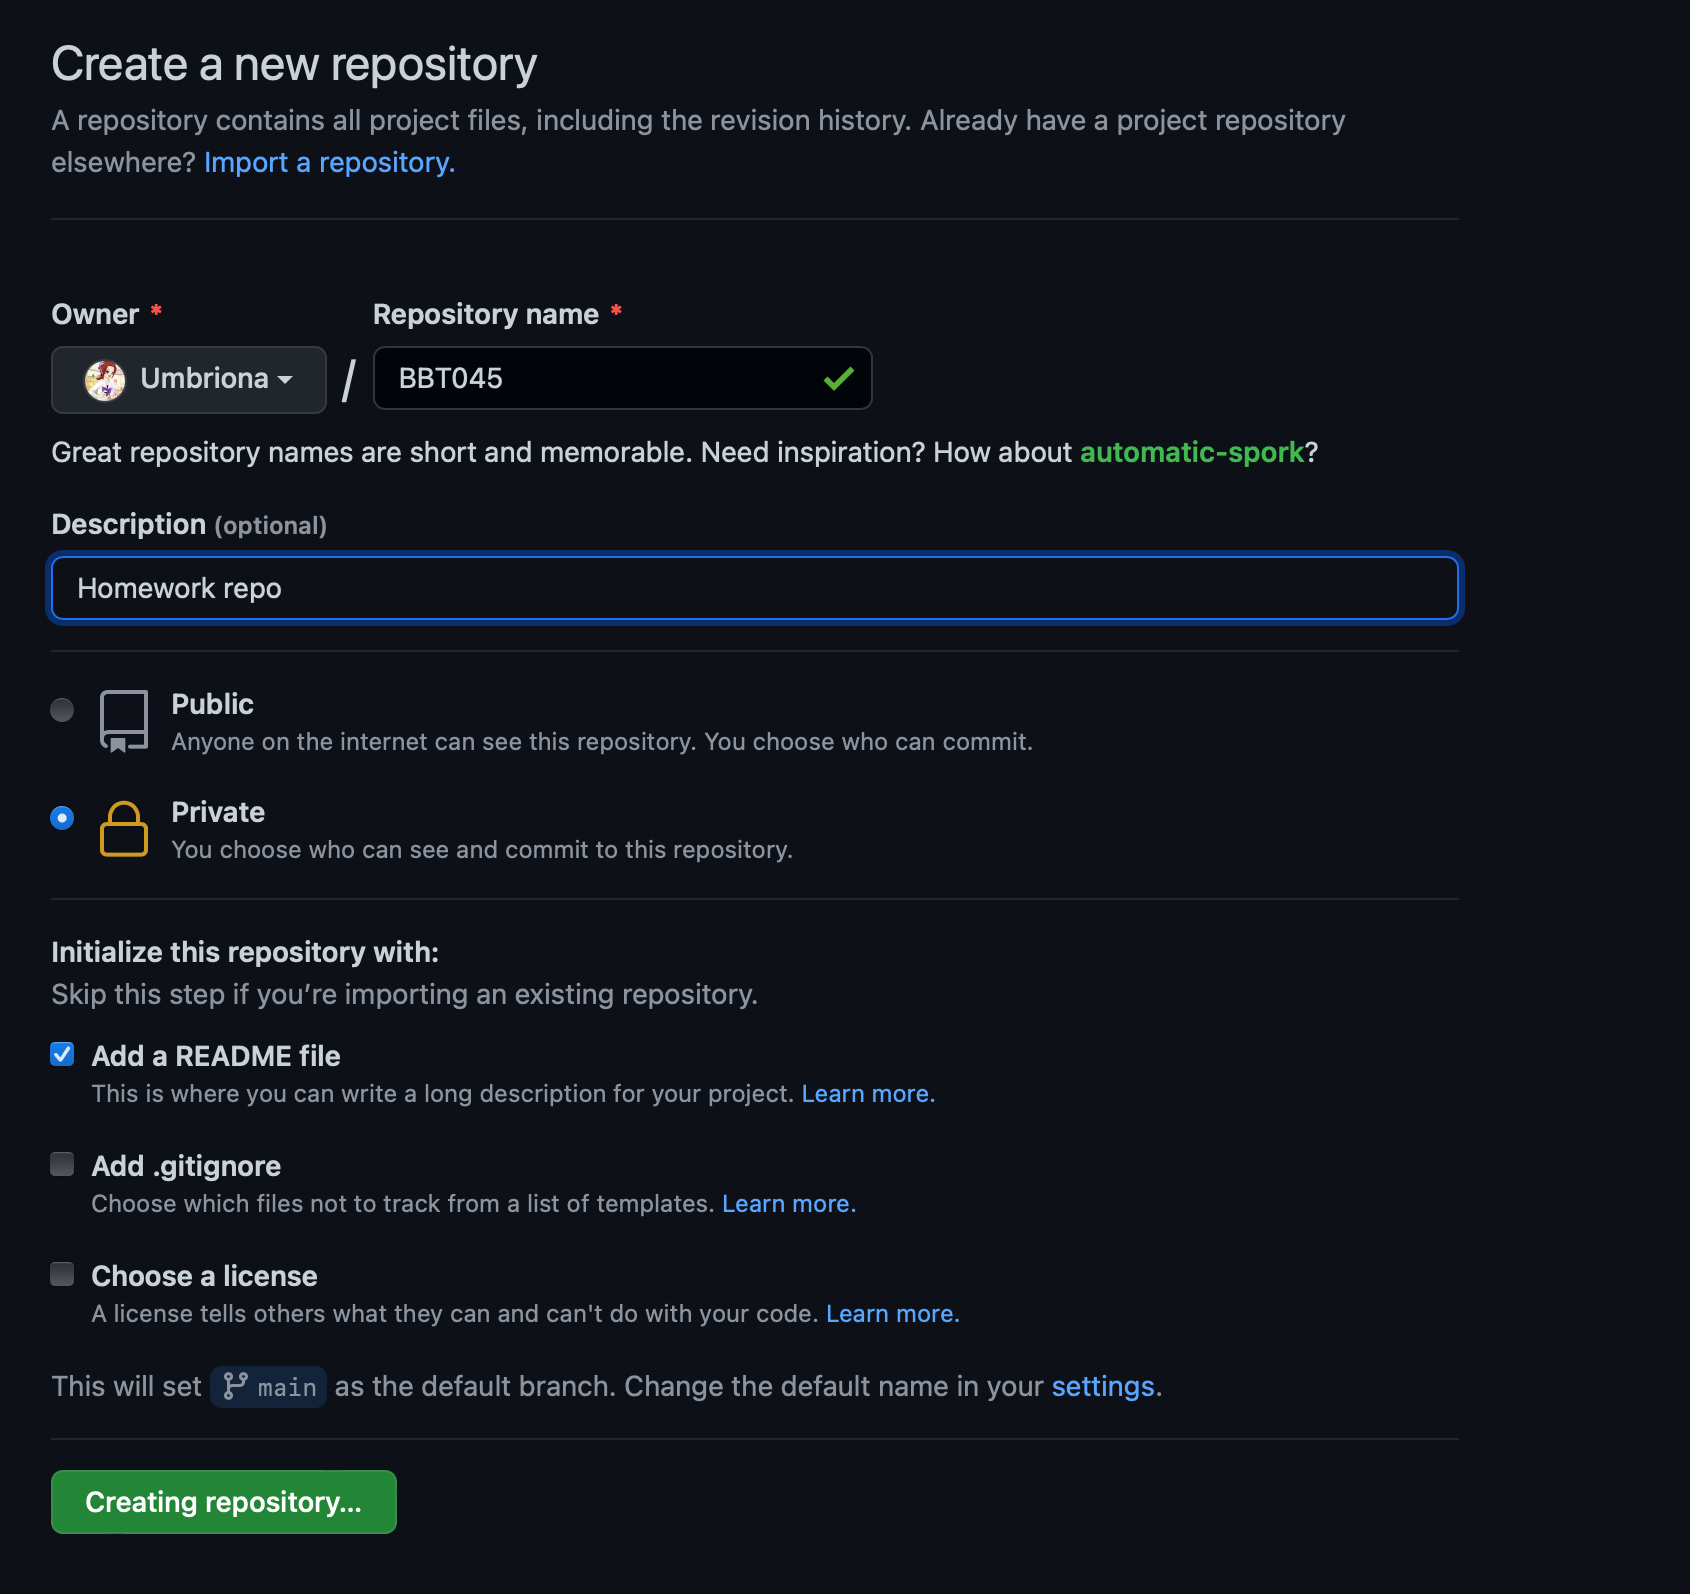 Create a new repository
A repository contains all project files, including the revision history. Already have a project repository
elsewhere? Import a repository.
Owner * Repository name *
Umbriona / BBT045
Great repository names are short and memorable. Need inspiration? How about automatic-spork?
Description (optional)
Homework repo
Public
Anyone on the internet can see this repository. You choose who can commit.
Private
You choose who can see and commit to this repository.
Initialize this repository with:
Skip this step if you’re importing an existing repository.
Add a README file
This is where you can write a long description for your project. Learn more.
Add .gitignore
Choose which files not to track from a list of templates. Learn more.
Choose a license
A license tells others what they can and can't do with your code. Learn more.
This will set main as the default branch. Change the default name in your settings.
Creating repository...